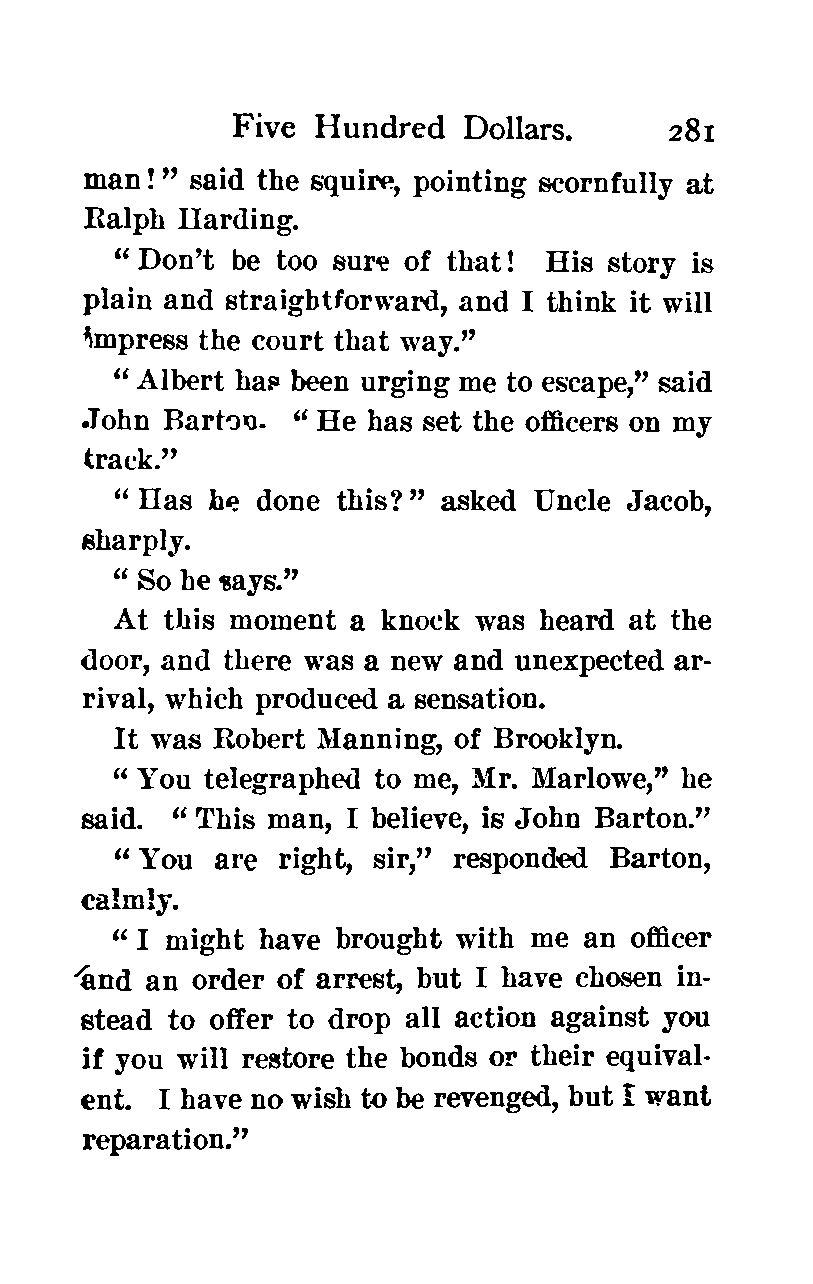 Five Hundred Dollars. 281
man!" said the squire, pointing scornfully at
Ralph Harding.
"Don't be too sure of that! His story is
plain and straightforward, and I think it will
impress the court that way."
"Albert has been urging me to escape," said
John Barton. "He has set the officers on my
track."
"Has he done this?" asked Uncle Jacob,
sharply.
"So he says."
At this moment a knock was heard at the
door, and there was a new and unexpected ar-
rival, which produced a sensation.
It was Robert Manning, of Brooklyn.
"You telegraphed to me, Mr. Marlowe," he
said. "This man, I believe, is John Barton."
"You are right, sir," responded Barton,
calmly.
"I might have brought with me an officer
and an order of arrest, but I have chosen in-
stead to offer to drop all action against you
if you will restore the bonds or their equival-
ent. I have no wish to be revenged, but I want
reparation."